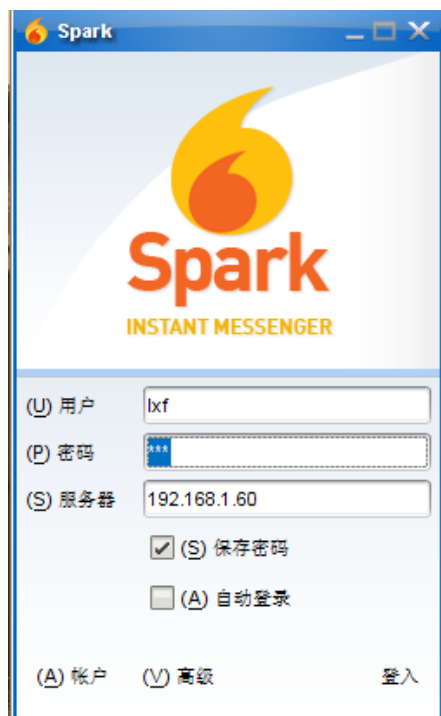 Spark
Spark
INSTANT MESSENGER
(U) 用户 lxf
(P) 密码 ***
(S) 服务器 192.168.1.60
(S) 保存密码
(A) 自动登录
(A) 帐户 (V) 高级 登入